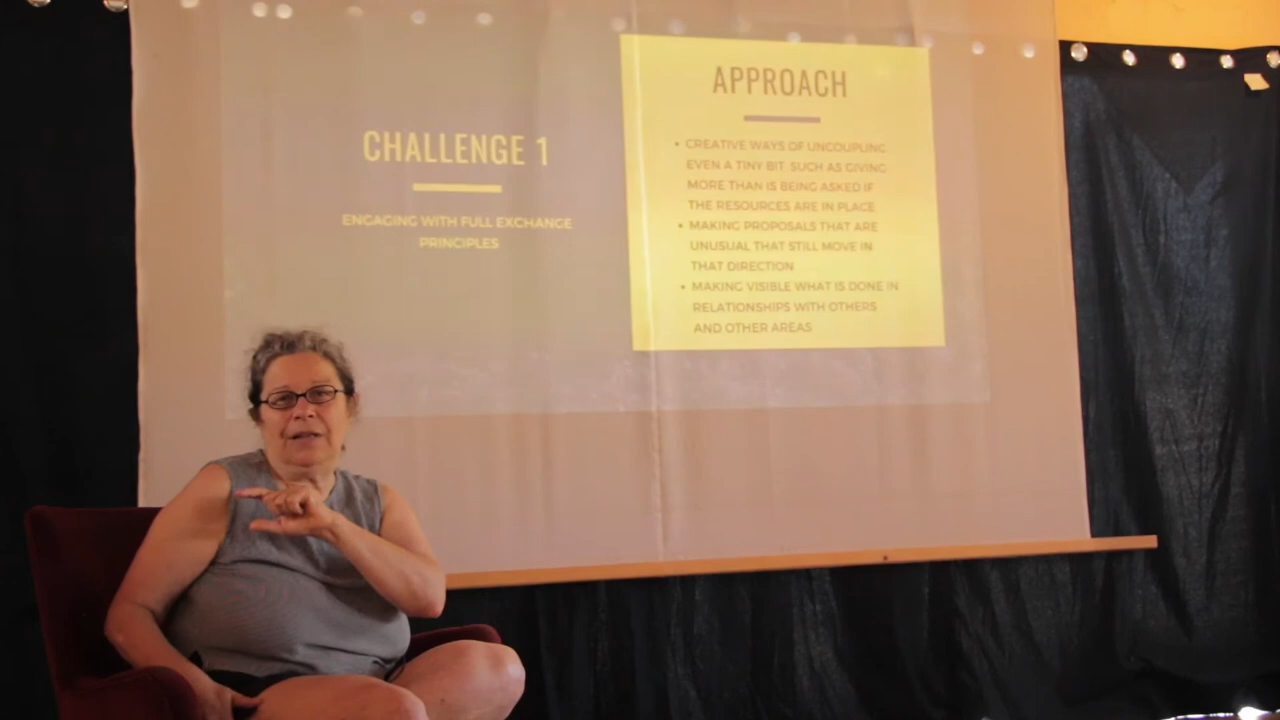 CHALLENGE 1
ENGAGING WITH FULL EXCHANGE
PRINCIPLES
APPROACH
• CREATIVE WAYS OF UNCOUPLING
EVEN A TINY BIT, SUCH AS GIVING
MORE THAN IS BEING ASKED IF
THE RESOURCES ARE IN PLACE
• MAKING PROPOSALS THAT ARE
UNUSUAL THAT STILL MOVE IN
THAT DIRECTION
• MAKING VISIBLE WHAT IS DONE IN
RELATIONSHIPS WITH OTHERS
AND OTHER AREAS